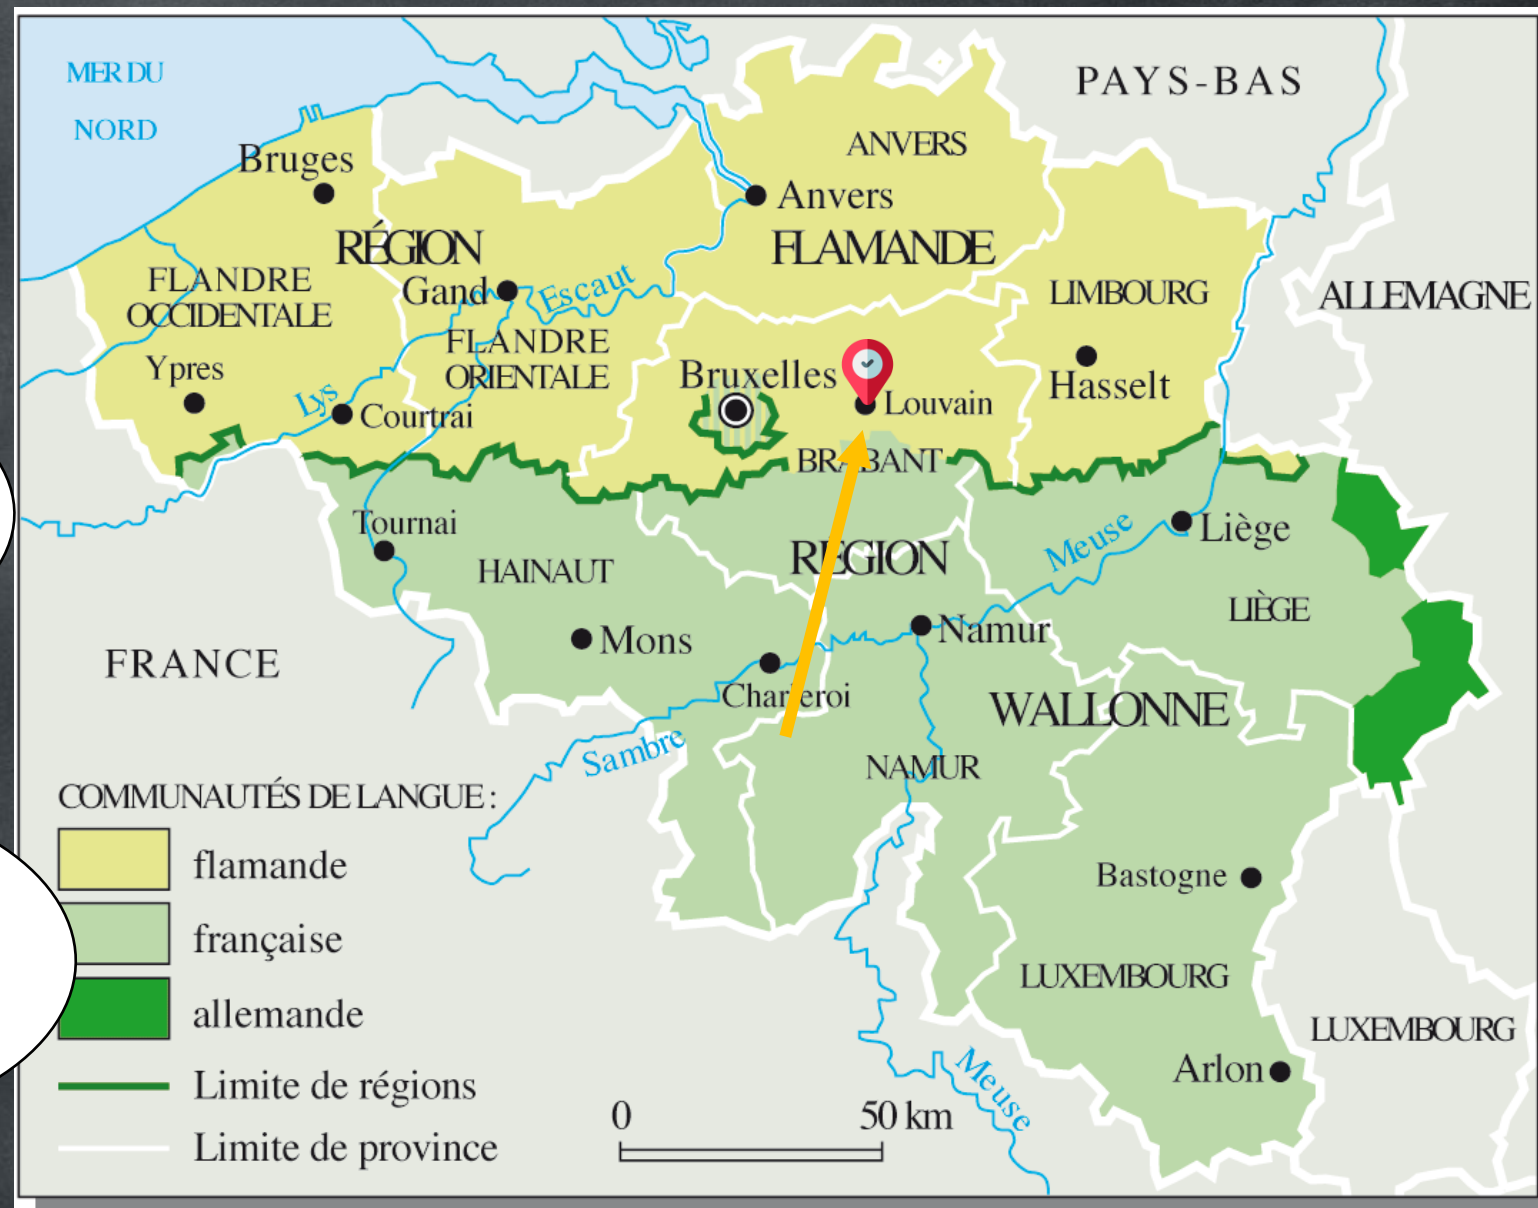 MER DU
NORD
PAYS-BAS
ANVERS
Bruges
Anvers
RÉGION
FLAMANDE
FLANDRE
OCCIDENTALE
Gand
Escaut
LIMBOURG
ALLEMAGNE
FLANDRE
ORIENTALE
Ypres
Bruxelles
Hasselt
Lys
Courtrai
Louvain
BRABANT
Tournai
Meuse
Liège
HAINAUT
REGION
LIÈGE
Mons
Namur
FRANCE
Charleroi
WALLONNE
Sambre
NAMUR
COMMUNAUTÉS DE LANGUE :
flamande
française
allemande
Limite de régions
Limite de province
Bastogne
LUXEMBOURG
LUXEMBOURG
Arlon
Meuse
0 50 km